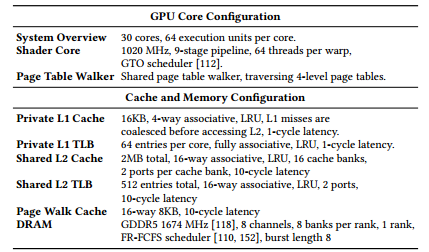 GPU Core Configuration
System Overview 30 cores, 64 execution units per core.
Shader Core 1020 MHz, 9-stage pipeline, 64 threads per warp,
GTO scheduler [112].
Page Table Walker Shared page table walker, traversing 4-level page tables.
Cache and Memory Configuration
Private L1 Cache 16KB, 4-way associative, LRU, L1 misses are
coalesced before accessing L2, 1-cycle latency.
Private L1 TLB 64 entries per core, fully associative, LRU, 1-cycle latency.
Shared L2 Cache 2MB total, 16-way associative, LRU, 16 cache banks,
2 ports per cache bank, 10-cycle latency
Shared L2 TLB 512 entries total, 16-way associative, LRU, 2 ports,
10-cycle latency
Page Walk Cache 16-way 8KB, 10-cycle latency
DRAM GDDR5 1674 MHz [118], 8 channels, 8 banks per rank, 1 rank,
FR-FCFS scheduler [110, 152], burst length 8